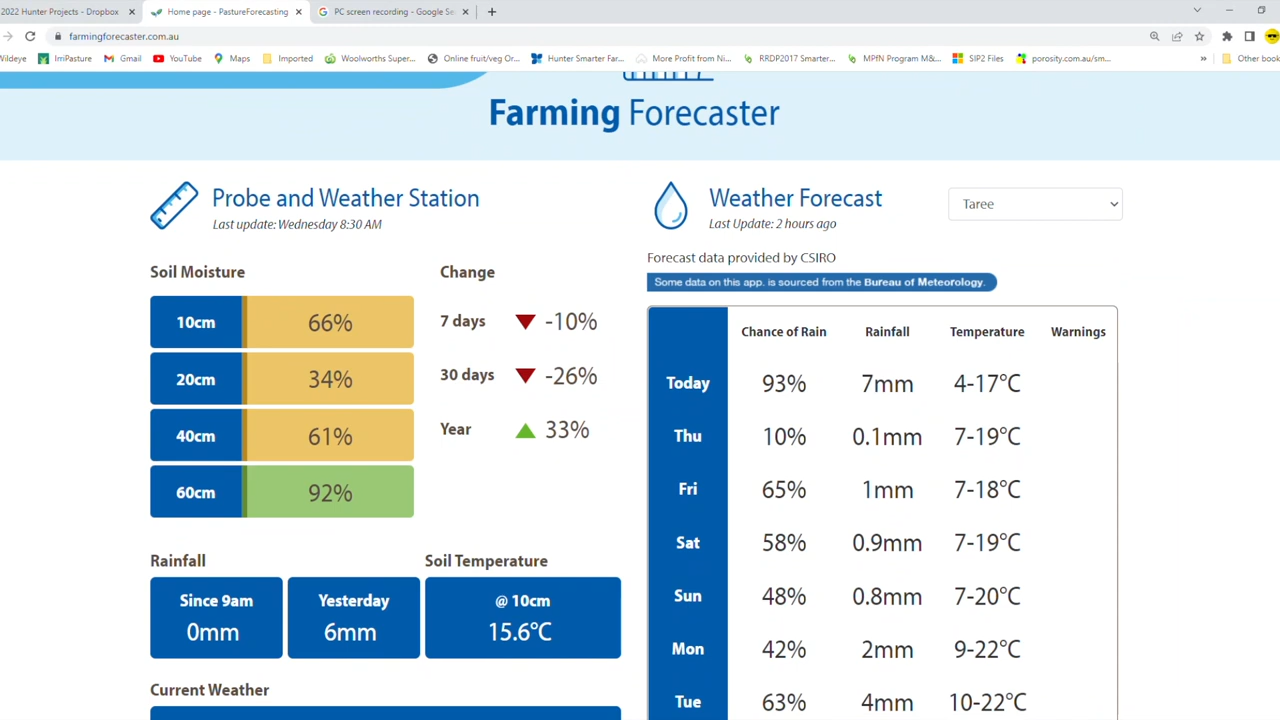 2022 Hunter Projects - Dropbox
Home page - PastureForecasting
PC screen recording - Google Se
farmingforecaster.com.au
Wildeye
IrriPasture
Gmail
YouTube
Maps
Imported
Woolworths Super...
Online fruit/veg Or...
Hunter Smarter Far...
More Profit from Ni...
RRDP2017 Smarter...
MPfN Program M&...
SIP2 Files
porosity.com.au/sm...
Other book
Farming Forecaster
Probe and Weather Station
Last update: Wednesday 8:30 AM
Soil Moisture
Change
10cm 66%
20cm 34%
40cm 61%
60cm 92%
7 days -10%
30 days -26%
Year 33%
Rainfall
Since 9am
0mm
Yesterday
6mm
Soil Temperature
@ 10cm
15.6°C
Current Weather
Weather Forecast
Last Update: 2 hours ago
Taree
Forecast data provided by CSIRO
Some data on this app. is sourced from the Bureau of Meteorology.
Chance of Rain Rainfall Temperature Warnings
Today 93% 7mm 4-17°C
Thu 10% 0.1mm 7-19°C
Fri 65% 1mm 7-18°C
Sat 58% 0.9mm 7-19°C
Sun 48% 0.8mm 7-20°C
Mon 42% 2mm 9-22°C
Tue 63% 4mm 10-22°C